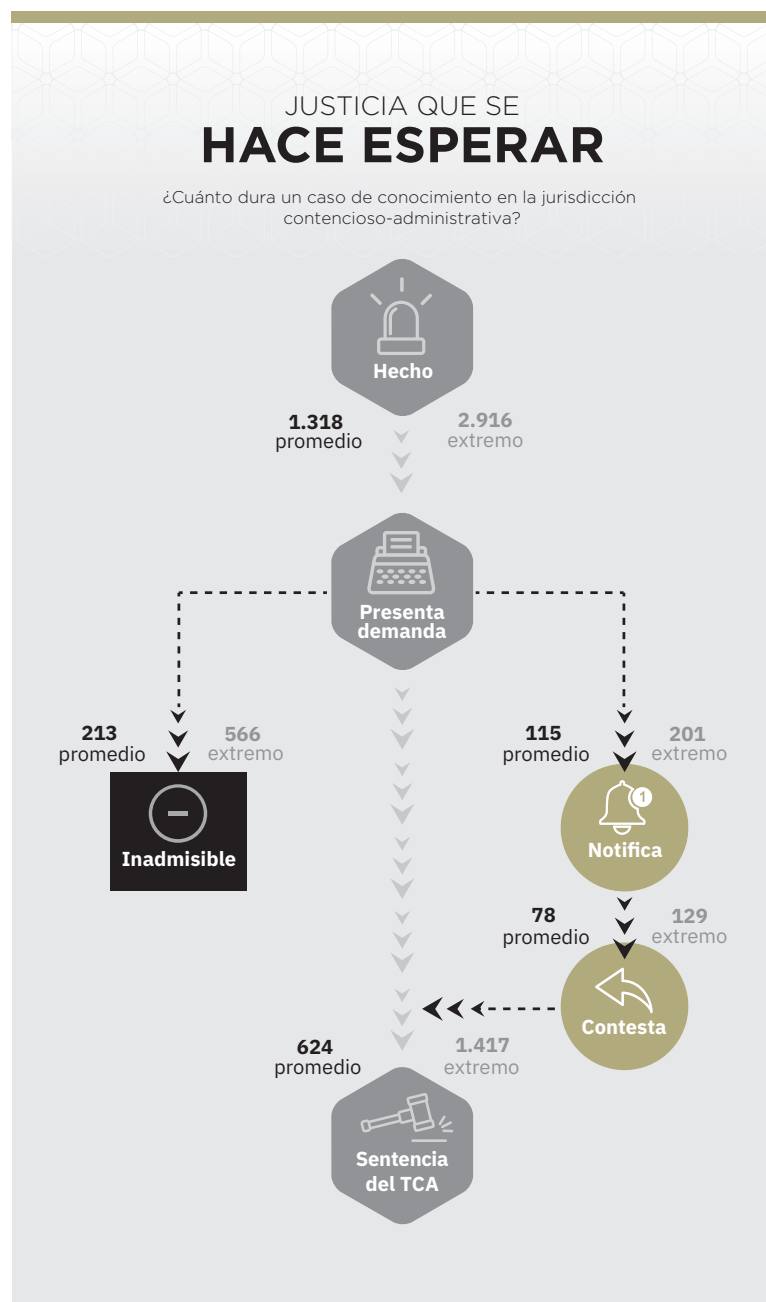 JUSTICIA QUE SE
HACE ESPERAR
¿Cuánto dura un caso de conocimiento en la jurisdicción
contencioso-administrativa?
Hecho
1.318
promedio
2.916
extremo
Presenta
demanda
213
promedio
566
extremo
Inadmisible
115
promedio
201
extremo
1
Notifica
78
promedio
129
extremo
Contesta
624
promedio
1.417
extremo
Sentencia
del TCA